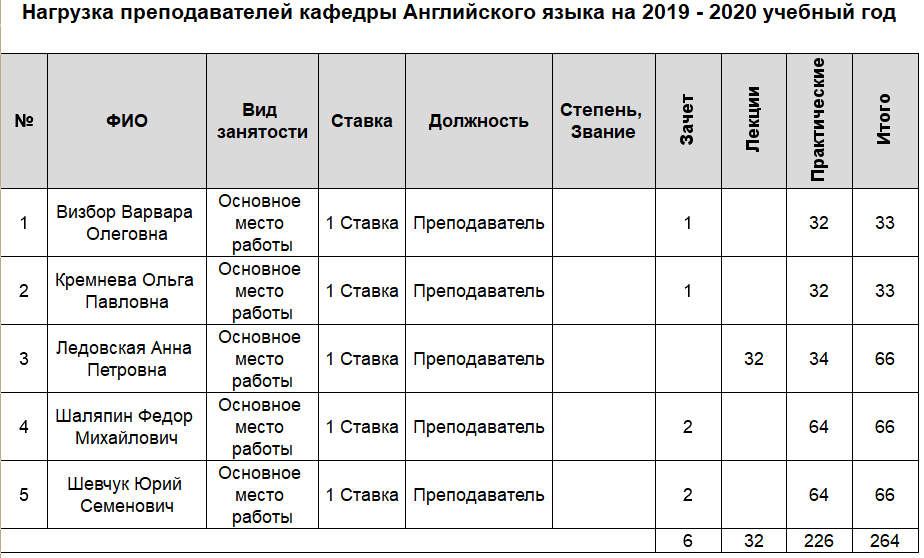 Нагрузка преподавателей кафедры Английского языка на 2019 - 2020 учебный год
№ ФИО Вид занятости Ставка Должность Степень, Звание Зачет Лекции Практические Итого
1 Визбор Варвара Олеговна Основное место работы 1 Ставка Преподаватель 1 32 33
2 Кремнева Ольга Павловна Основное место работы 1 Ставка Преподаватель 1 32 33
3 Ледовская Анна Петровна Основное место работы 1 Ставка Преподаватель 32 34 66
4 Шаляпин Федор Михайлович Основное место работы 1 Ставка Преподаватель 2 64 66
5 Шевчук Юрий Семенович Основное место работы 1 Ставка Преподаватель 2 64 66
6 32 226 264